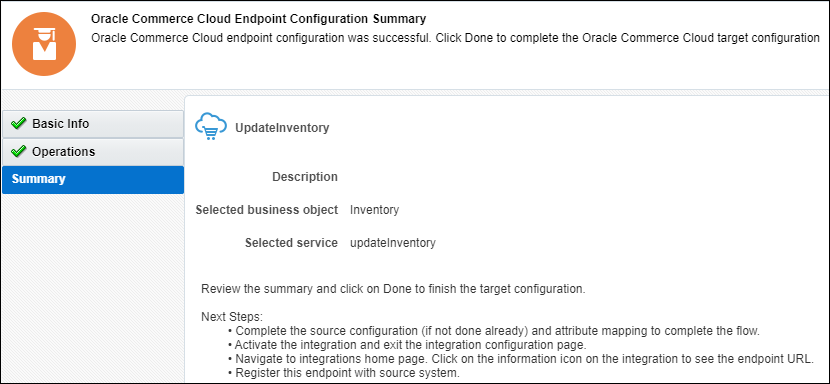 Oracle Commerce Cloud Endpoint Configuration Summary
Oracle Commerce Cloud endpoint configuration was successful. Click Done to complete the Oracle Commerce Cloud target configuration
Basic Info
Operations
Summary
UpdateInventory
Description
Selected business object Inventory
Selected service updateInventory
Review the summary and click on Done to finish the target configuration.
Next Steps:
• Complete the source configuration (if not done already) and attribute mapping to complete the flow.
• Activate the integration and exit the integration configuration page.
• Navigate to integrations home page. Click on the information icon on the integration to see the endpoint URL.
• Register this endpoint with source system.